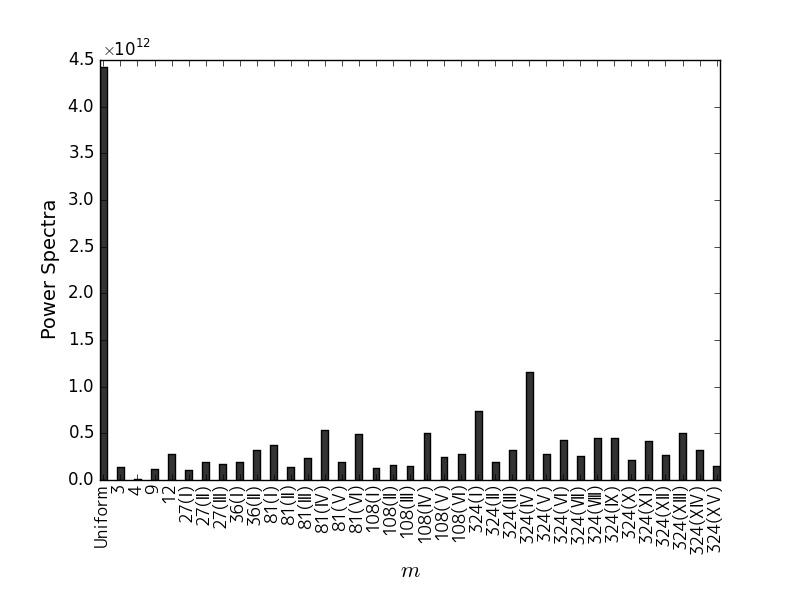 ×10¹²
4.5
4.0
3.5
3.0
2.5
2.0
1.5
1.0
0.5
0.0
Power Spectra
Uniform
3
4
9
12
27(I)
27(II)
27(III)
36(I)
36(II)
81(I)
81(II)
81(III)
81(IV)
81(V)
81(VI)
108(I)
108(II)
108(III)
108(IV)
108(V)
108(VI)
324(I)
324(II)
324(III)
324(IV)
324(V)
324(VI)
324(VII)
324(VIII)
324(IX)
324(X)
324(XI)
324(XII)
324(XIII)
324(XIV)
324(XV)
m